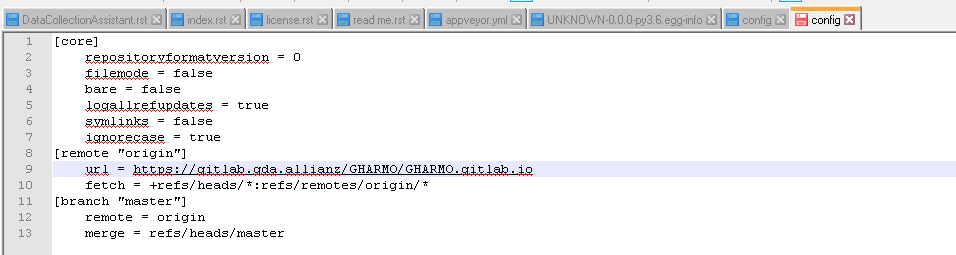 DataCollectionAssistant.rst index.rst license.rst read me.rst appveyor.yml UNKNOWN-0.0.0-py3.6.egg-info config config
1 [core]
2 repositoryformatversion = 0
3 filemode = false
4 bare = false
5 logallrefupdates = true
6 symlinks = false
7 ignorecase = true
8 [remote "origin"]
9 url = https://gitlab.gda.allianz/GHARMO/GHARMO.gitlab.io
10 fetch = +refs/heads/*:refs/remotes/origin/*
11 [branch "master"]
12 remote = origin
13 merge = refs/heads/master